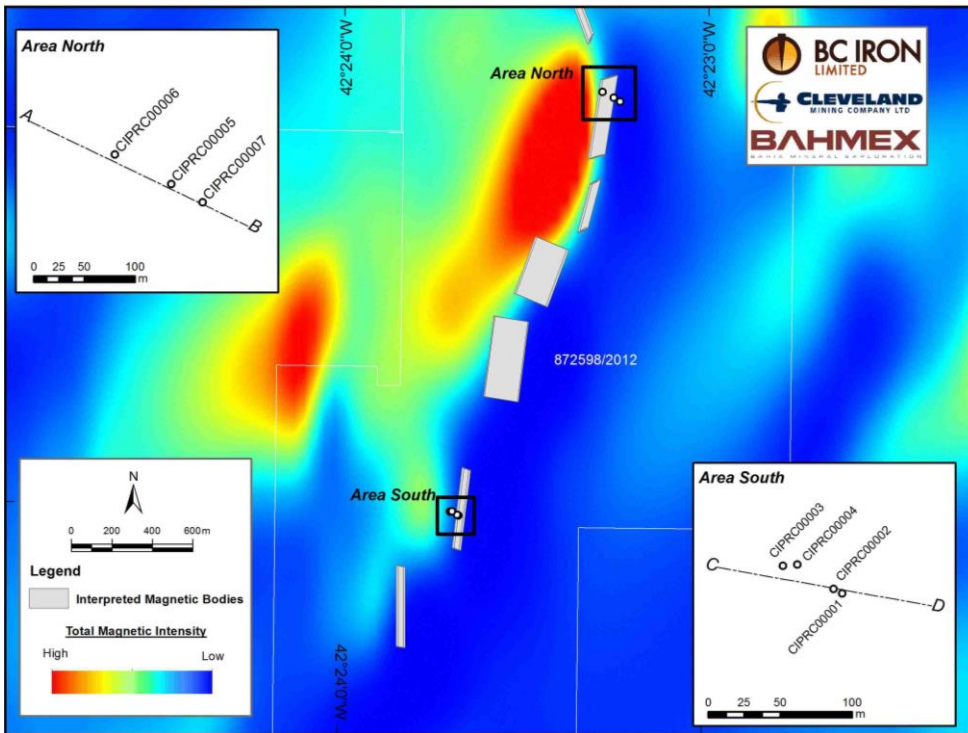 Area North
A
CIPRC00006
CIPRC00005
CIPRC00007
B
0 25 50 100
m
42°24'0"W
42°23'0"W
Area North
BC IRON
LIMITED
CLEVELAND
MINING COMPANY LTD
BAHMEX
BAHIA MINERAL EXPLORATION
872598/2012
Area South
N
0 200 400 600m
Legend
Interpreted Magnetic Bodies
Total Magnetic Intensity
High Low
42°24'0"W
Area South
C
CIPRC00003
CIPRC00004
CIPRC00002
CIPRC00001
D
0 25 50 100
m